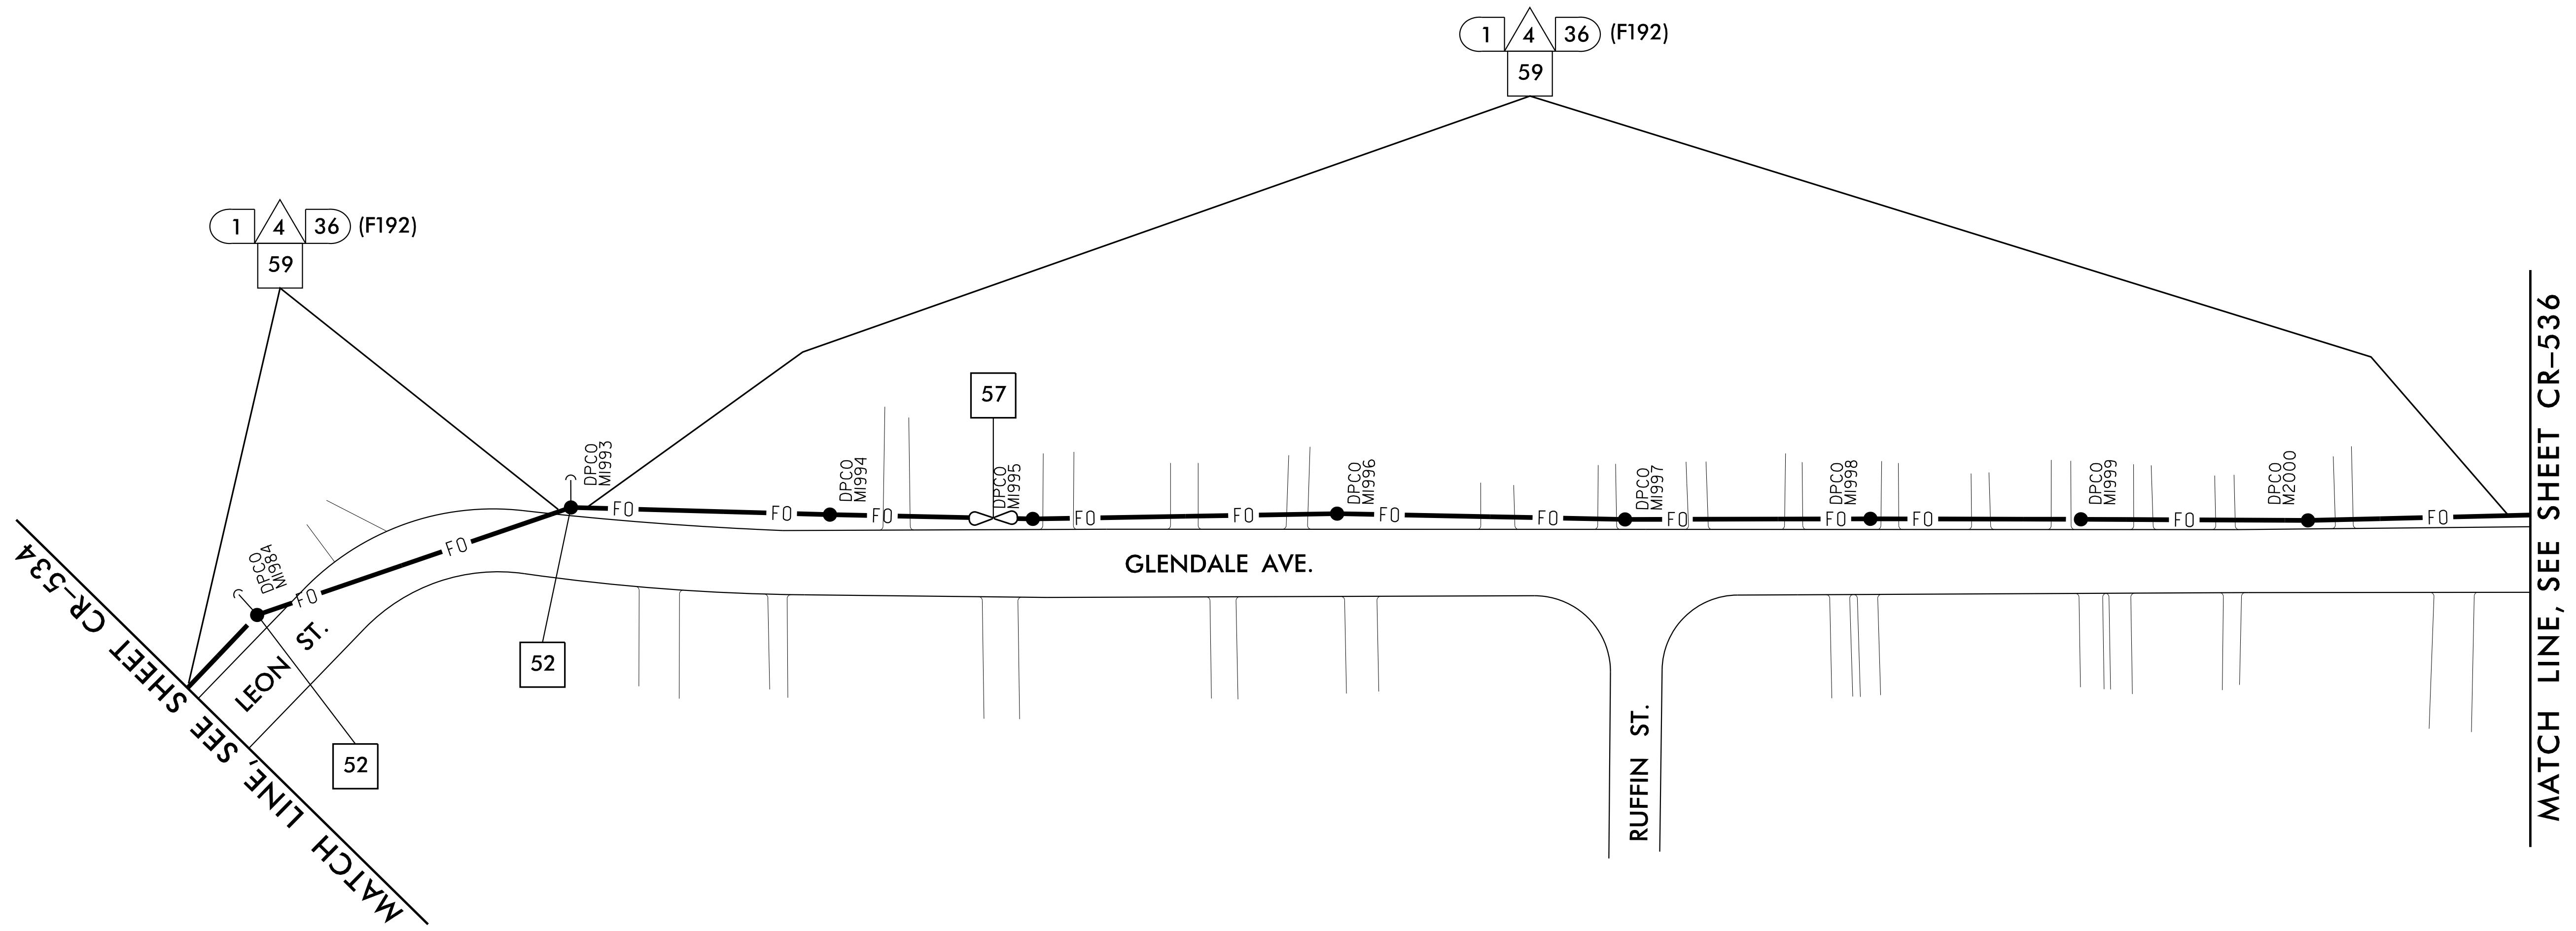 1 4 36 (F192)
59
1 4 36 (F192)
59
57
DPCO
MI984
DPCO
MI993
DPCO
MI994
DPCO
MI995
DPCO
MI996
DPCO
MI997
DPCO
MI998
DPCO
MI999
DPCO
M2000
FO
FO
FO
FO
FO
FO
FO
FO
FO
FO
FO
FO
FO
FO
GLENDALE AVE.
LEON ST.
52
52
RUFFIN ST.
MATCH LINE, SEE SHEET CR-534
MATCH LINE, SEE SHEET CR-536